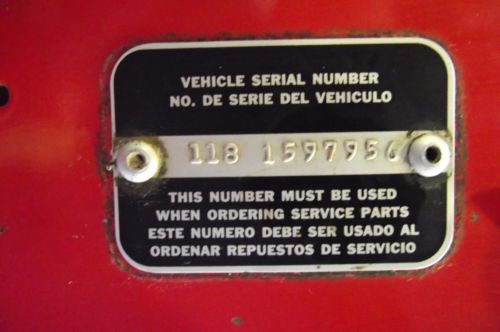 VEHICLE SERIAL NUMBER
NO. DE SERIE DEL VEHICULO
118 1597956
THIS NUMBER MUST BE USED
WHEN ORDERING SERVICE PARTS
ESTE NUMERO DEBE SER USADO AL
ORDENAR REPUESTOS DE SERVICIO